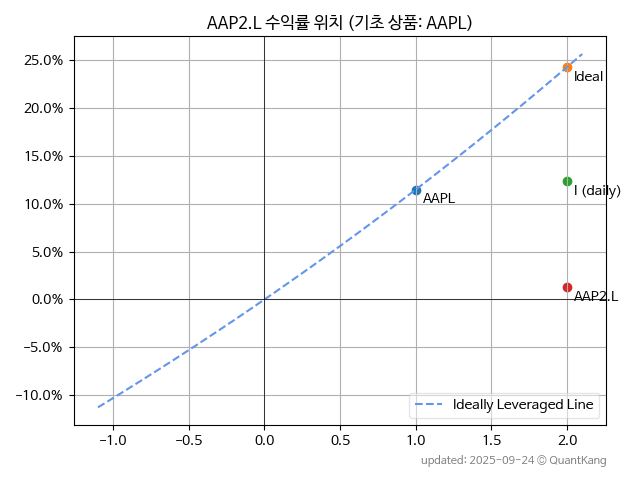 AAP2.L 수익률 위치 (기초 상품: AAPL)
25.0%
20.0%
15.0%
10.0%
5.0%
0.0%
−5.0%
−10.0%
Ideal
I (daily)
AAPL
AAP2.L
Ideally Leveraged Line
−1.0 −0.5 0.0 0.5 1.0 1.5 2.0
updated: 2025-09-24 © QuantKang